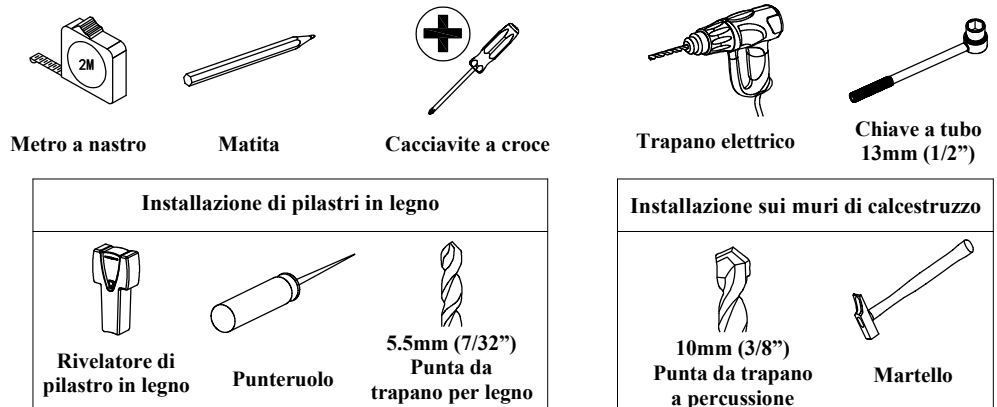 2M
Metro a nastro
Matita
Cacciavite a croce
Trapano elettrico
Chiave a tubo
13mm (1/2”)
Installazione di pilastri in legno
Rivelatore di
pilastro in legno
Punteruolo
5.5mm (7/32”)
Punta da
trapano per legno
Installazione sui muri di calcestruzzo
10mm (3/8”)
Punta da trapano
a percussione
Martello